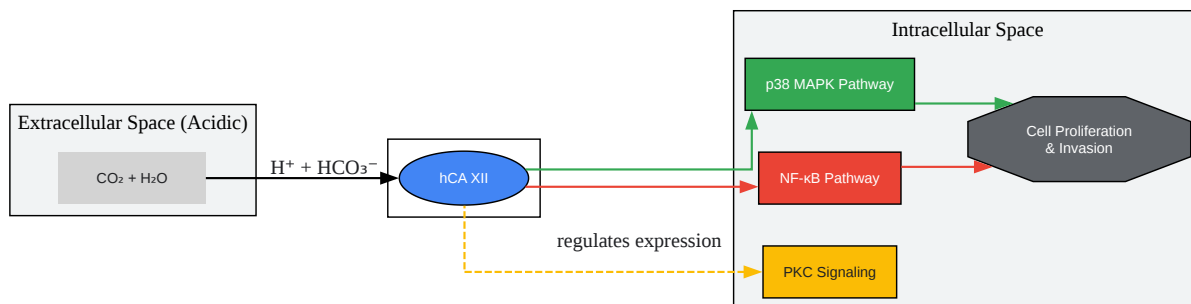 Extracellular Space (Acidic)
CO₂ + H₂O
H⁺ + HCO₃⁻
hCA XII
regulates expression
Intracellular Space
p38 MAPK Pathway
NF-κB Pathway
PKC Signaling
Cell Proliferation
& Invasion